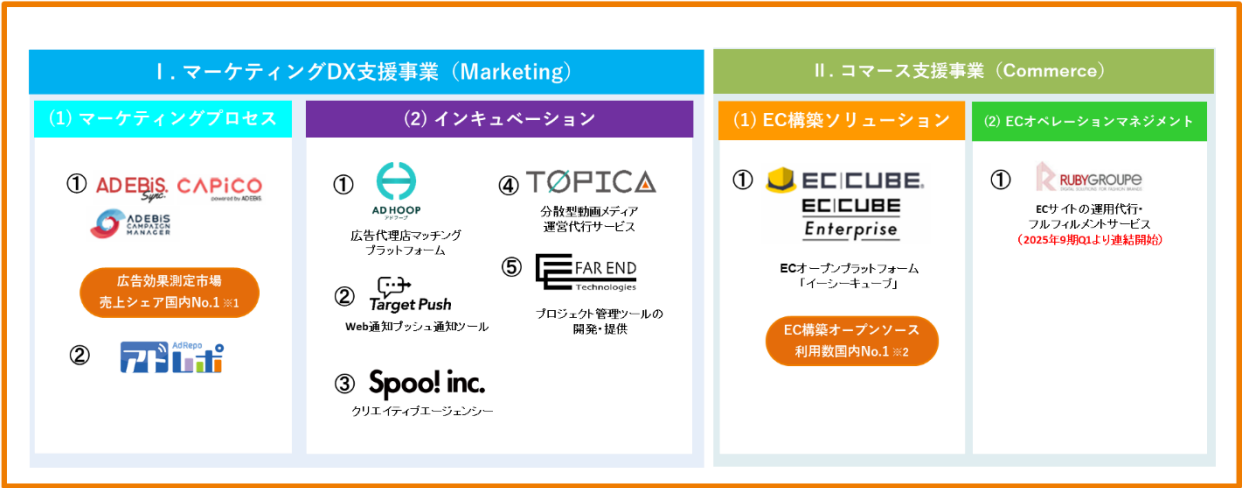 Ⅰ. マーケティングDX支援事業（Marketing）
(1) マーケティングプロセス
① ADEBiS Sync. CAPiCO
powered by ADEBiS
ADEBiS
CAMPAIGN
MANAGER
広告効果測定市場
売上シェア国内No.1 ※1
② アドレポ
AdRepo
(2) インキュベーション
①
ADHOOP
アドフープ
広告代理店マッチング
プラットフォーム
② Target Push
Web通知プッシュ通知ツール
③ Spoo! inc.
クリエイティブエージェンシー
④ TOPICA
分散型動画メディア
運営代行サービス
⑤ FAR END
Technologies
プロジェクト管理ツールの
開発・提供
Ⅱ. コマース支援事業（Commerce）
(1) EC構築ソリューション
① EC|CUBE.
EC|CUBE
Enterprise
ECオープンプラットフォーム
「イーシーキューブ」
EC構築オープンソース
利用数国内No.1 ※2
(2) ECオペレーションマネジメント
① RUBYGROUPe
DIGITAL SOLUTIONS FOR FASHION BRANDS
ECサイトの運用代行・
フルフィルメントサービス
（2025年9期Q1より連結開始）